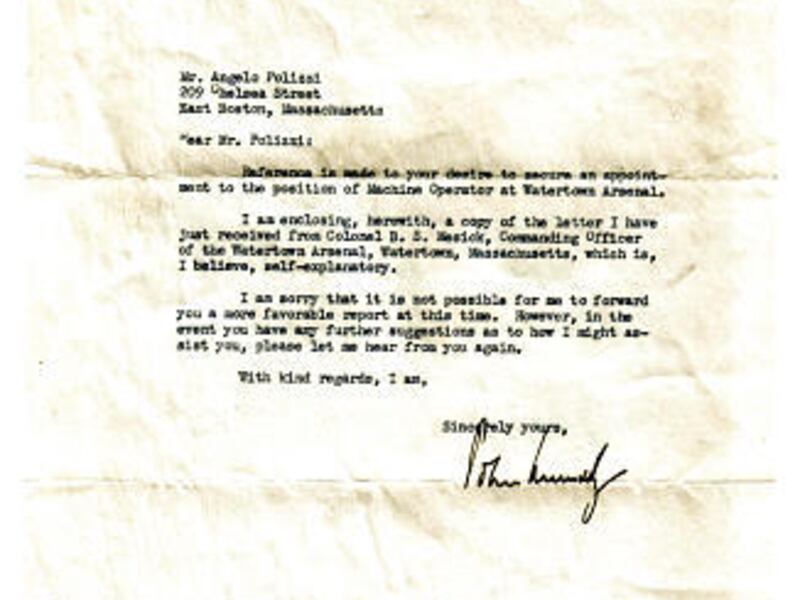 Mr. Angelo Polizzi
209 Chelsea Street
East Boston, Massachusetts
Dear Mr. Polizzi:
Reference is made to your desire to secure an appoint-
ment to the position of Machine Operator at Watertown Arsenal.
I am enclosing, herewith, a copy of the letter I have
just received from Colonel B. S. Mesick, Commanding Officer
of the Watertown Arsenal, Watertown, Massachusetts, which is,
I believe, self-explanatory.
I am sorry that it is not possible for me to forward
you a more favorable report at this time. However, in the
event you have any further suggestions as to how I might as-
sist you, please let me hear from you again.
With kind regards, I am,
Sincerely yours,
John Kennedy